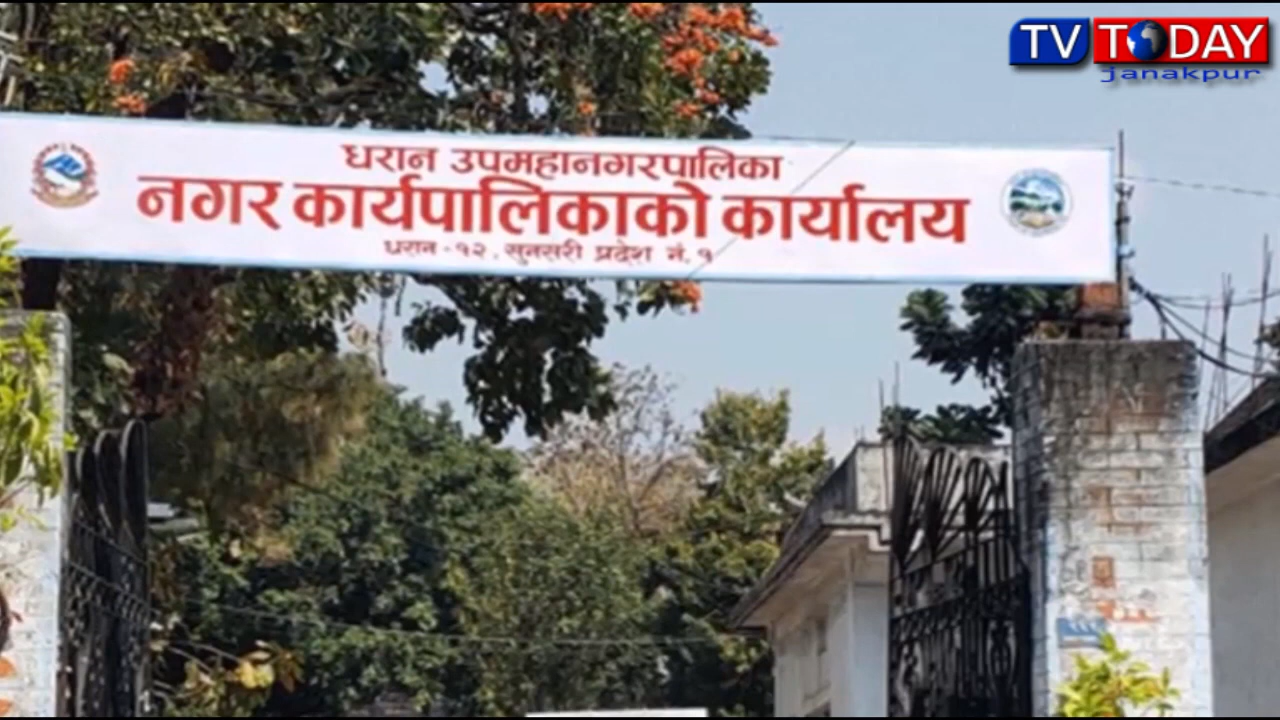 TV TODAY
janakpur
धरान उपमहानगरपालिका
नगर कार्यपालिकाको कार्यालय
धरान - १२, सुनसरी प्रदेश नं. १